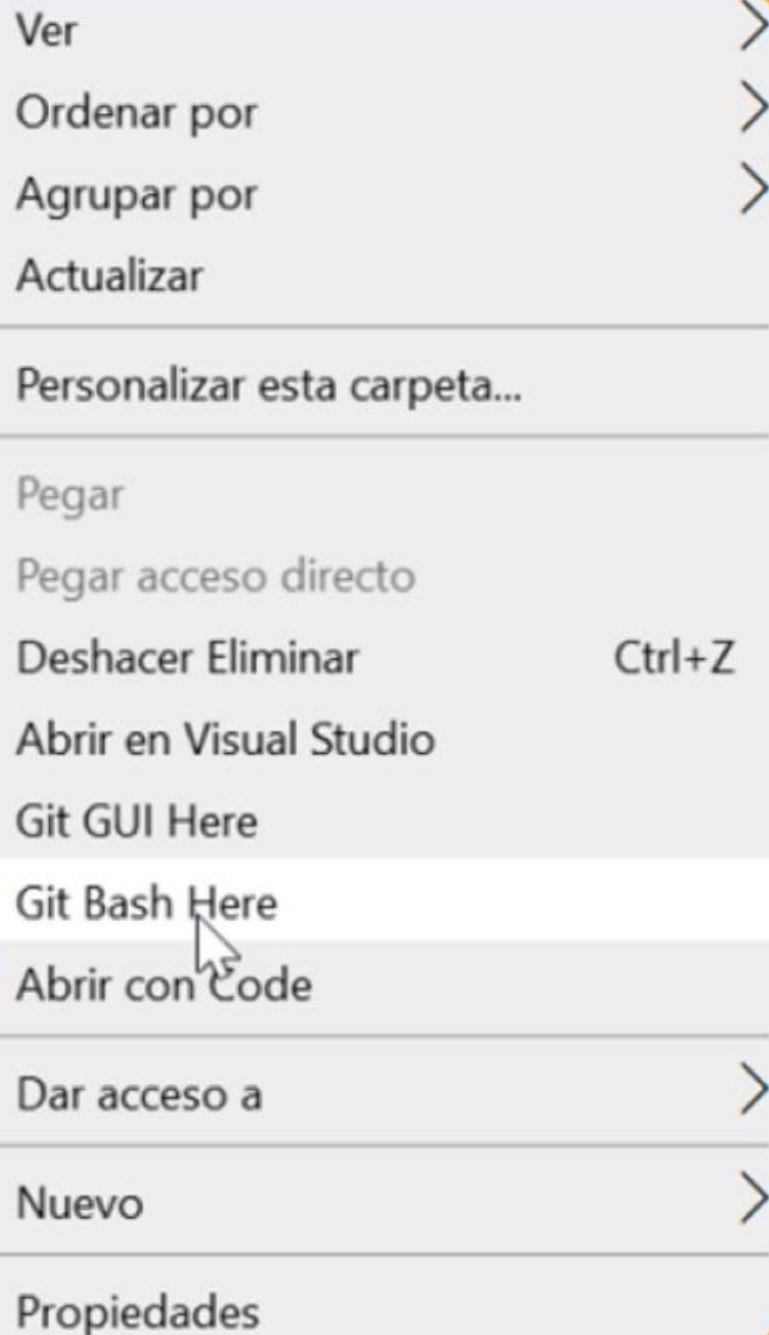 Ver
Ordenar por
Agrupar por
Actualizar
Personalizar esta carpeta...
Pegar
Pegar acceso directo
Deshacer Eliminar Ctrl+Z
Abrir en Visual Studio
Git GUI Here
Git Bash Here
Abrir con Code
Dar acceso a
Nuevo
Propiedades